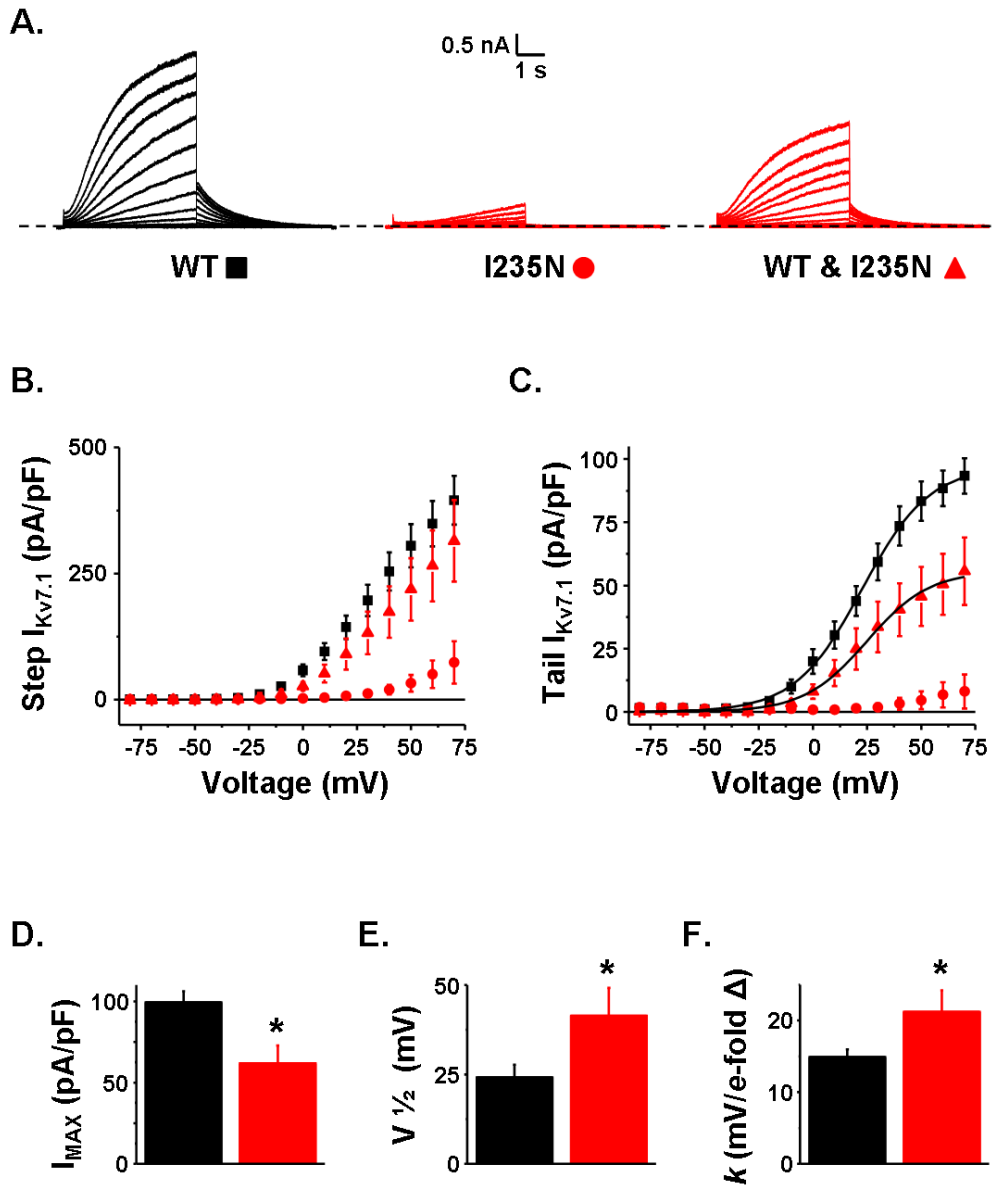 A.
0.5 nA
1 s
WT
I235N
WT & I235N
B.
Step I_Kv7.1 (pA/pF)
500
250
0
-75 -50 -25 0 25 50 75
Voltage (mV)
C.
Tail I_Kv7.1 (pA/pF)
100
75
50
25
0
-75 -50 -25 0 25 50 75
Voltage (mV)
D.
I_MAX (pA/pF)
100
50
0
*
E.
V ½ (mV)
50
25
0
*
F.
k (mV/e-fold Δ)
20
10
0
*